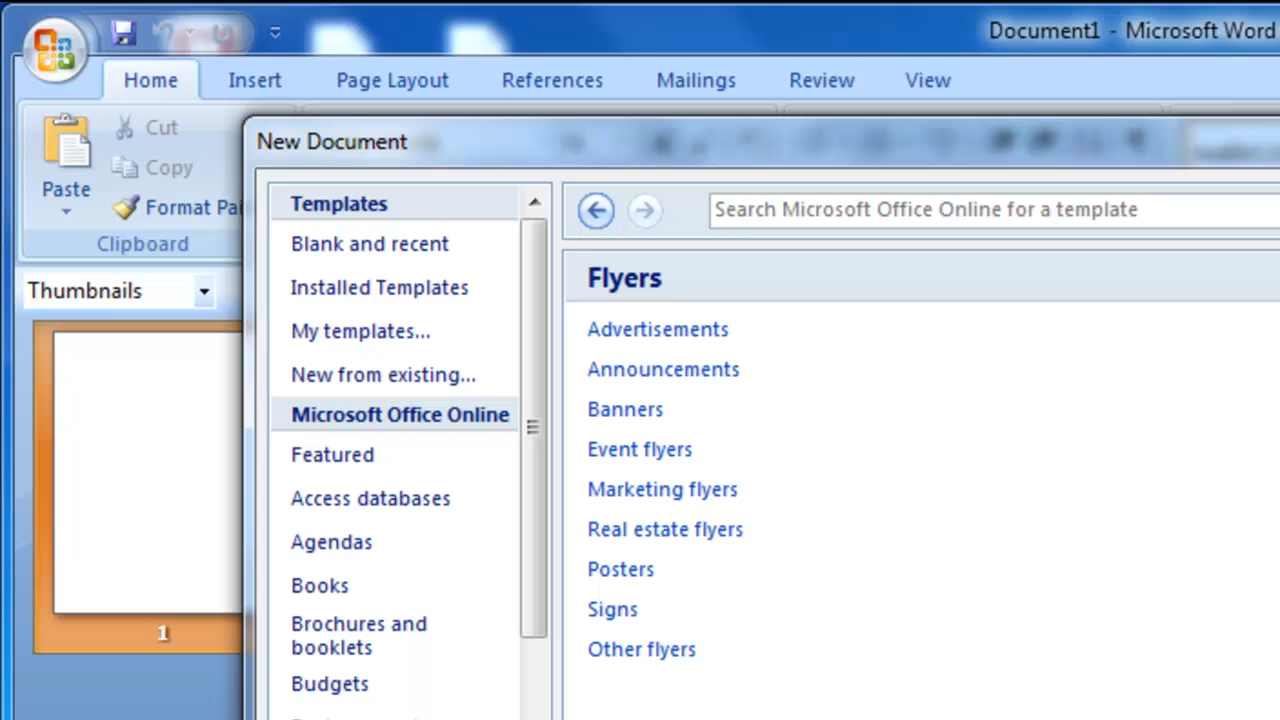 Document1 - Microsoft Word
Home Insert Page Layout References Mailings Review View
Cut
Copy
Paste
Format Pai
Clipboard
Thumbnails
1
New Document
Templates
Blank and recent
Installed Templates
My templates...
New from existing...
Microsoft Office Online
Featured
Access databases
Agendas
Books
Brochures and
booklets
Budgets
Search Microsoft Office Online for a template
Flyers
Advertisements
Announcements
Banners
Event flyers
Marketing flyers
Real estate flyers
Posters
Signs
Other flyers